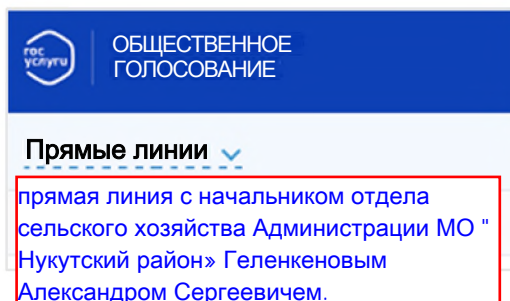 гос
услуги
ОБЩЕСТВЕННОЕ
ГОЛОСОВАНИЕ
Прямые линии
прямая линия с начальником отдела
сельского хозяйства Администрации МО "
Нукутский район» Геленкеновым
Александром Сергеевичем.